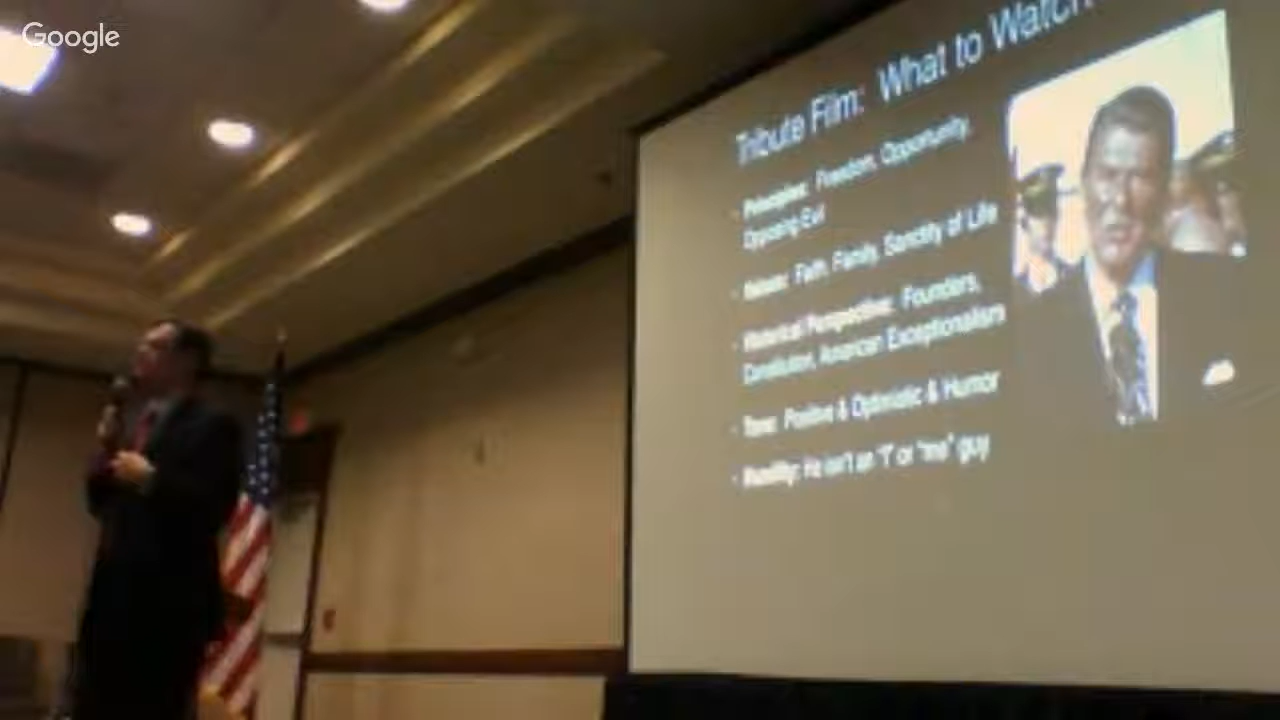 Google
Tribute Film: What to Watch
· Principles: Freedom, Opportunity,
Opposing Evil
· Values: Faith, Family, Sanctity of Life
· Historical Perspective: Founders,
Constitution, American Exceptionalism
· Tone: Positive & Optimistic & Humor
· Humility: He isn't an "I" or "me" guy